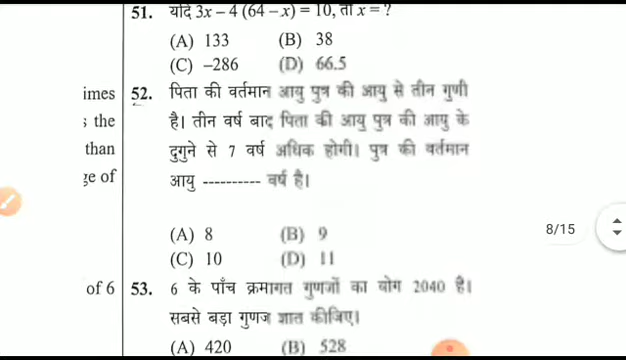 51. यदि 3x – 4 (64 – x) = 10, तो x = ?
(A) 133 (B) 38
(C) –286 (D) 66.5
imes 52. पिता की वर्तमान आयु पुत्र की आयु से तीन गुणी
s the है। तीन वर्ष बाद पिता की आयु पुत्र की आयु के
than दुगुने से 7 वर्ष अधिक होगी। पुत्र की वर्तमान
ge of आयु ---------- वर्ष है।
(A) 8 (B) 9
8/15
(C) 10 (D) 11
of 6 53. 6 के पाँच क्रमागत गुणजों का योग 2040 है।
सबसे बड़ा गुणज ज्ञात कीजिए।
(A) 420 (B) 528